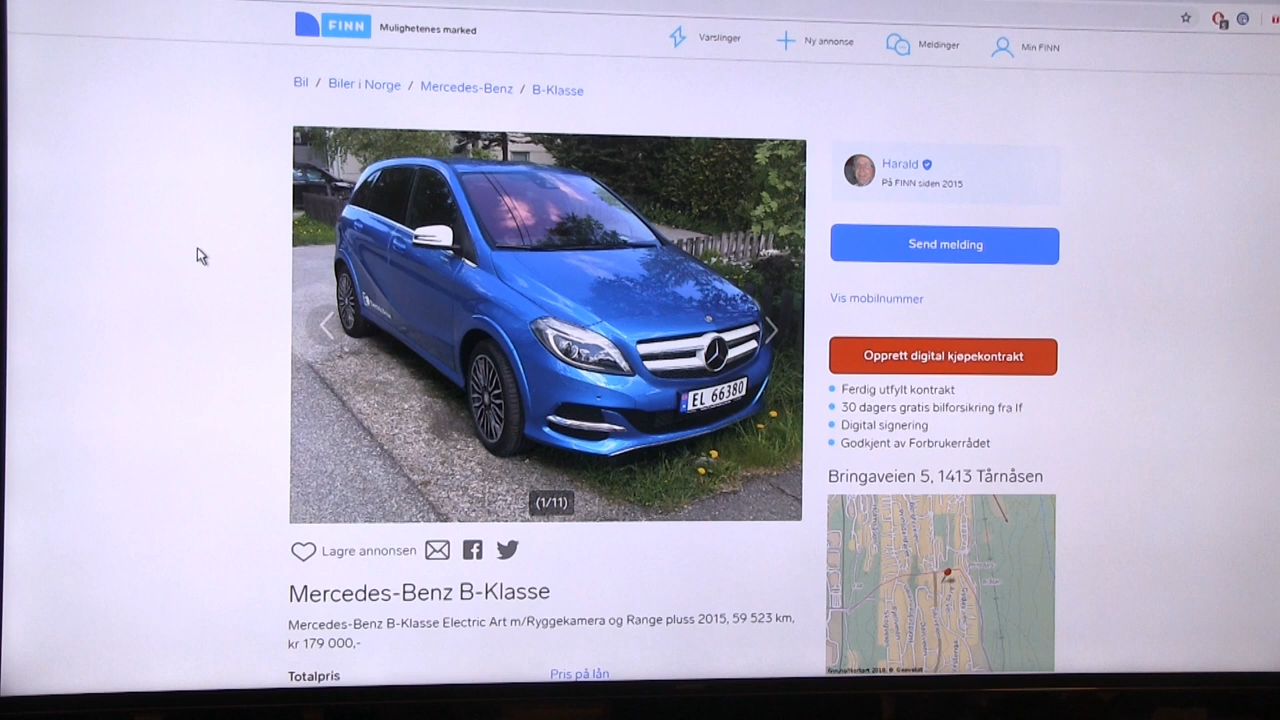 FINN
Mulighetenes marked
Varslinger
Ny annonse
Meldinger
Min FINN
Bil / Biler i Norge / Mercedes-Benz / B-Klasse
Harald
På FINN siden 2015
Send melding
Vis mobilnummer
Opprett digital kjøpekontrakt
Ferdig utfylt kontrakt
30 dagers gratis bilforsikring fra If
Digital signering
Godkjent av Forbrukerrådet
Bringaveien 5, 1413 Tårnåsen
EL 66380
(1/11)
Lagre annonsen
Mercedes-Benz B-Klasse
Mercedes-Benz B-Klasse Electric Art m/Ryggekamera og Range pluss 2015, 59 523 km,
kr 179 000,-
Totalpris
Pris på lån